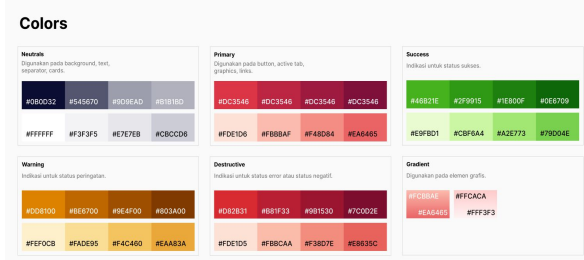 Colors
Neutrals
Digunakan pada background, text,
separator, cards.
#0B0D32 #545670 #9D9EAD #B1B1BD
#FFFFFF #F3F3F5 #E7E7EB #CBCCD6
Primary
Digunakan pada button, active tab,
graphics, links.
#DC3546 #DC3546 #DC3546 #DC3546
#FDE1D6 #FBBBAF #F48D84 #EA6465
Success
Indikasi untuk status sukses.
#46B21E #2F9915 #1E800F #0E6709
#E9FBD1 #CBF6A4 #A2E773 #79D04E
Warning
Indikasi untuk status peringatan.
#DD8100 #BE6700 #9E4F00 #803A00
#FEF0CB #FADE95 #F4C460 #EAA83A
Destructive
Indikasi untuk status error atau status negatif.
#D82B31 #B81F33 #9B1530 #7C0D2E
#FDE1D5 #FBBCAA #F38D7E #E8635C
Gradient
Digunakan pada elemen grafis.
#FCBBAE #FFCACA
#EA6465 #FFF3F3